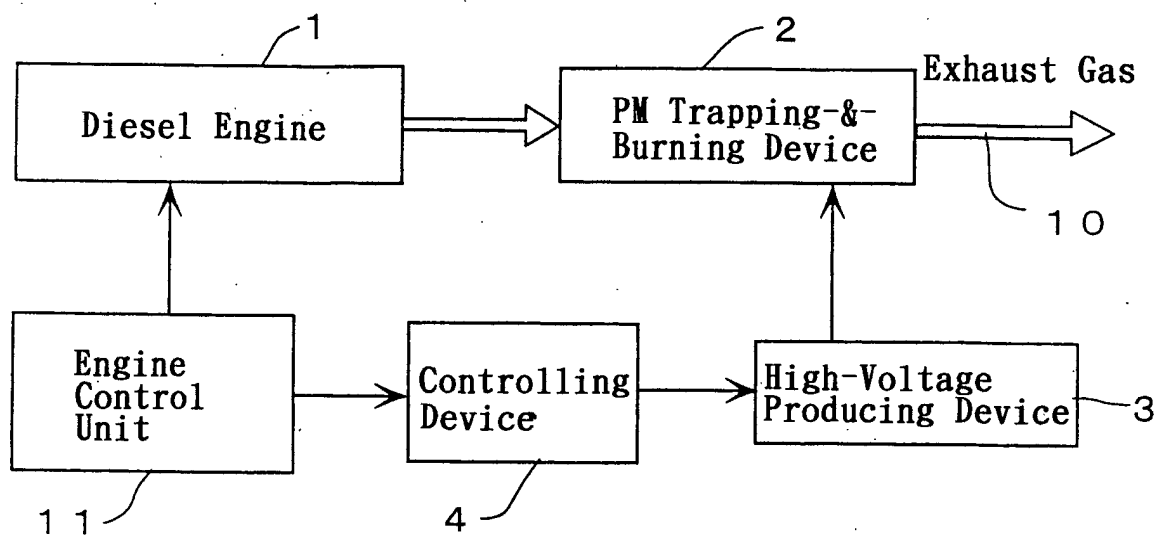 1
2
Exhaust Gas
Diesel Engine
PM Trapping-&-
Burning Device
10
Engine
Control
Unit
Controlling
Device
High-Voltage
Producing Device
3
11
4